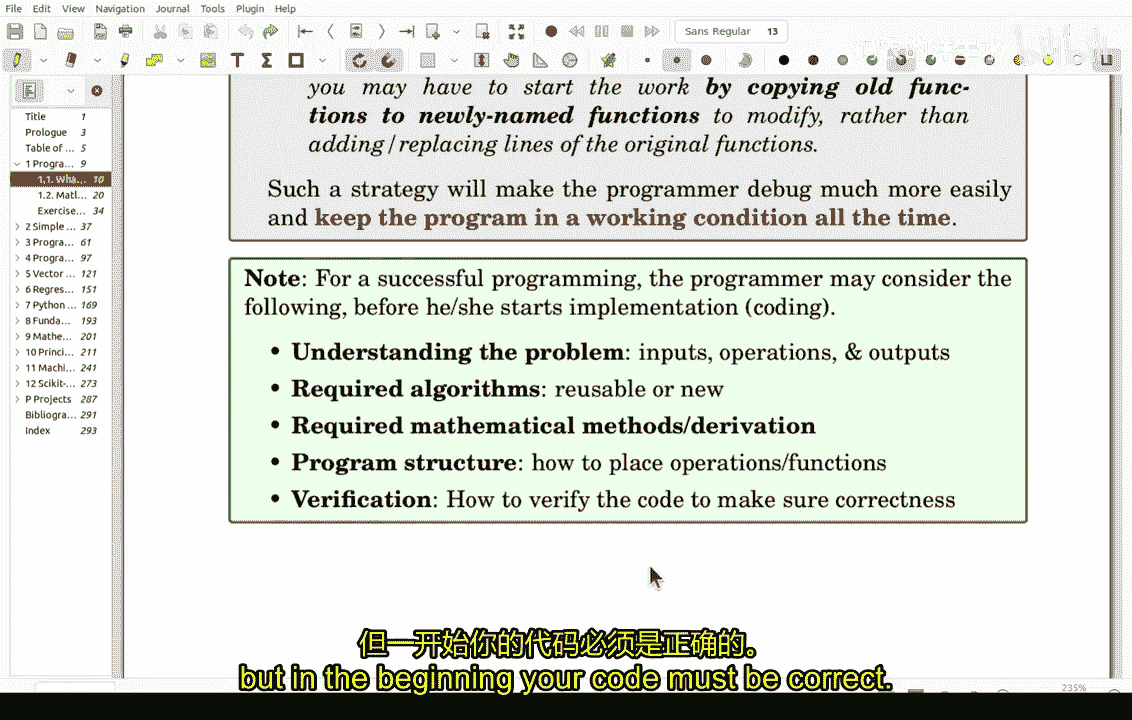 File Edit View Navigation Journal Tools Plugin Help
Sans Regular 13
Title 1
Prologue 3
Table of ... 5
1 Progra... 9
1.1. Wha... 10
1.2. Matl... 20
Exercise... 34
2 Simple ... 37
3 Progra... 61
4 Progra... 97
5 Vector ... 121
6 Regres... 151
7 Python ... 169
8 Funda... 193
9 Mathe... 201
10 Princi... 211
11 Machi... 241
12 Scikit-... 273
P Projects 287
Bibliogra... 291
Index 293
you may have to start the work by copying old func-
tions to newly-named functions to modify, rather than
adding/replacing lines of the original functions.
Such a strategy will make the programmer debug much more easily
and keep the program in a working condition all the time.
Note: For a successful programming, the programmer may consider the
following, before he/she starts implementation (coding).
• Understanding the problem: inputs, operations, & outputs
• Required algorithms: reusable or new
• Required mathematical methods/derivation
• Program structure: how to place operations/functions
• Verification: How to verify the code to make sure correctness
但一开始你的代码必须是正确的。
but in the beginning your code must be correct.
235%